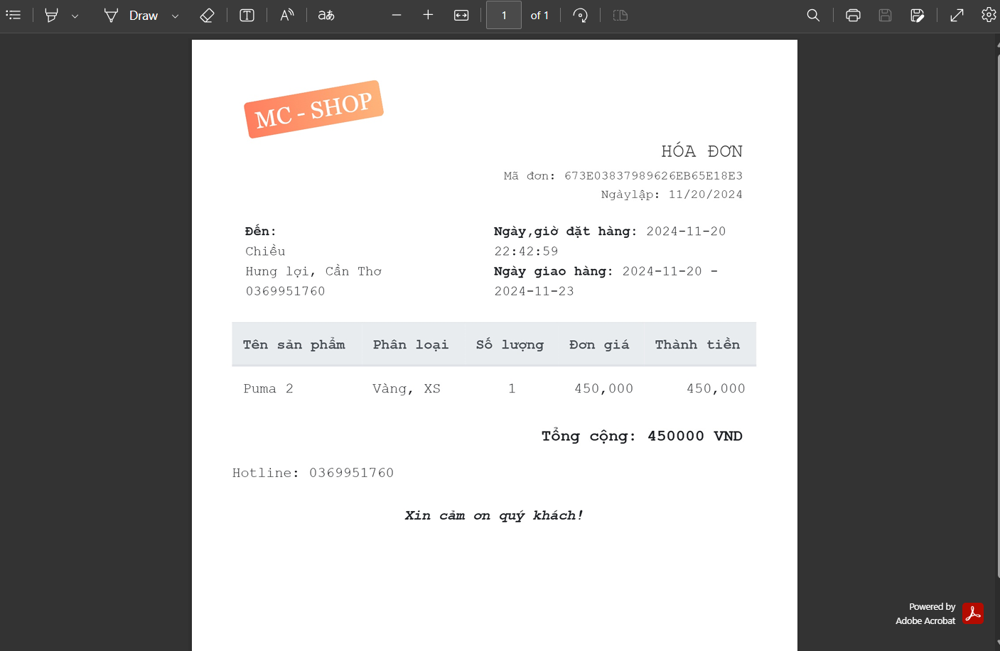 Draw
1 of 1
MC - SHOP
HÓA ĐƠN
Mã đơn: 673E03837989626EB65E18E3
Ngàylập: 11/20/2024
Đến:
Chiều
Hưng lợi, Cần Thơ
0369951760
Ngày,giờ đặt hàng: 2024-11-20
22:42:59
Ngày giao hàng: 2024-11-20 -
2024-11-23
Tên sản phẩm Phân loại Số lượng Đơn giá Thành tiền
Puma 2 Vàng, XS 1 450,000 450,000
Tổng cộng: 450000 VND
Hotline: 0369951760
Xin cảm ơn quý khách!
Powered by
Adobe Acrobat